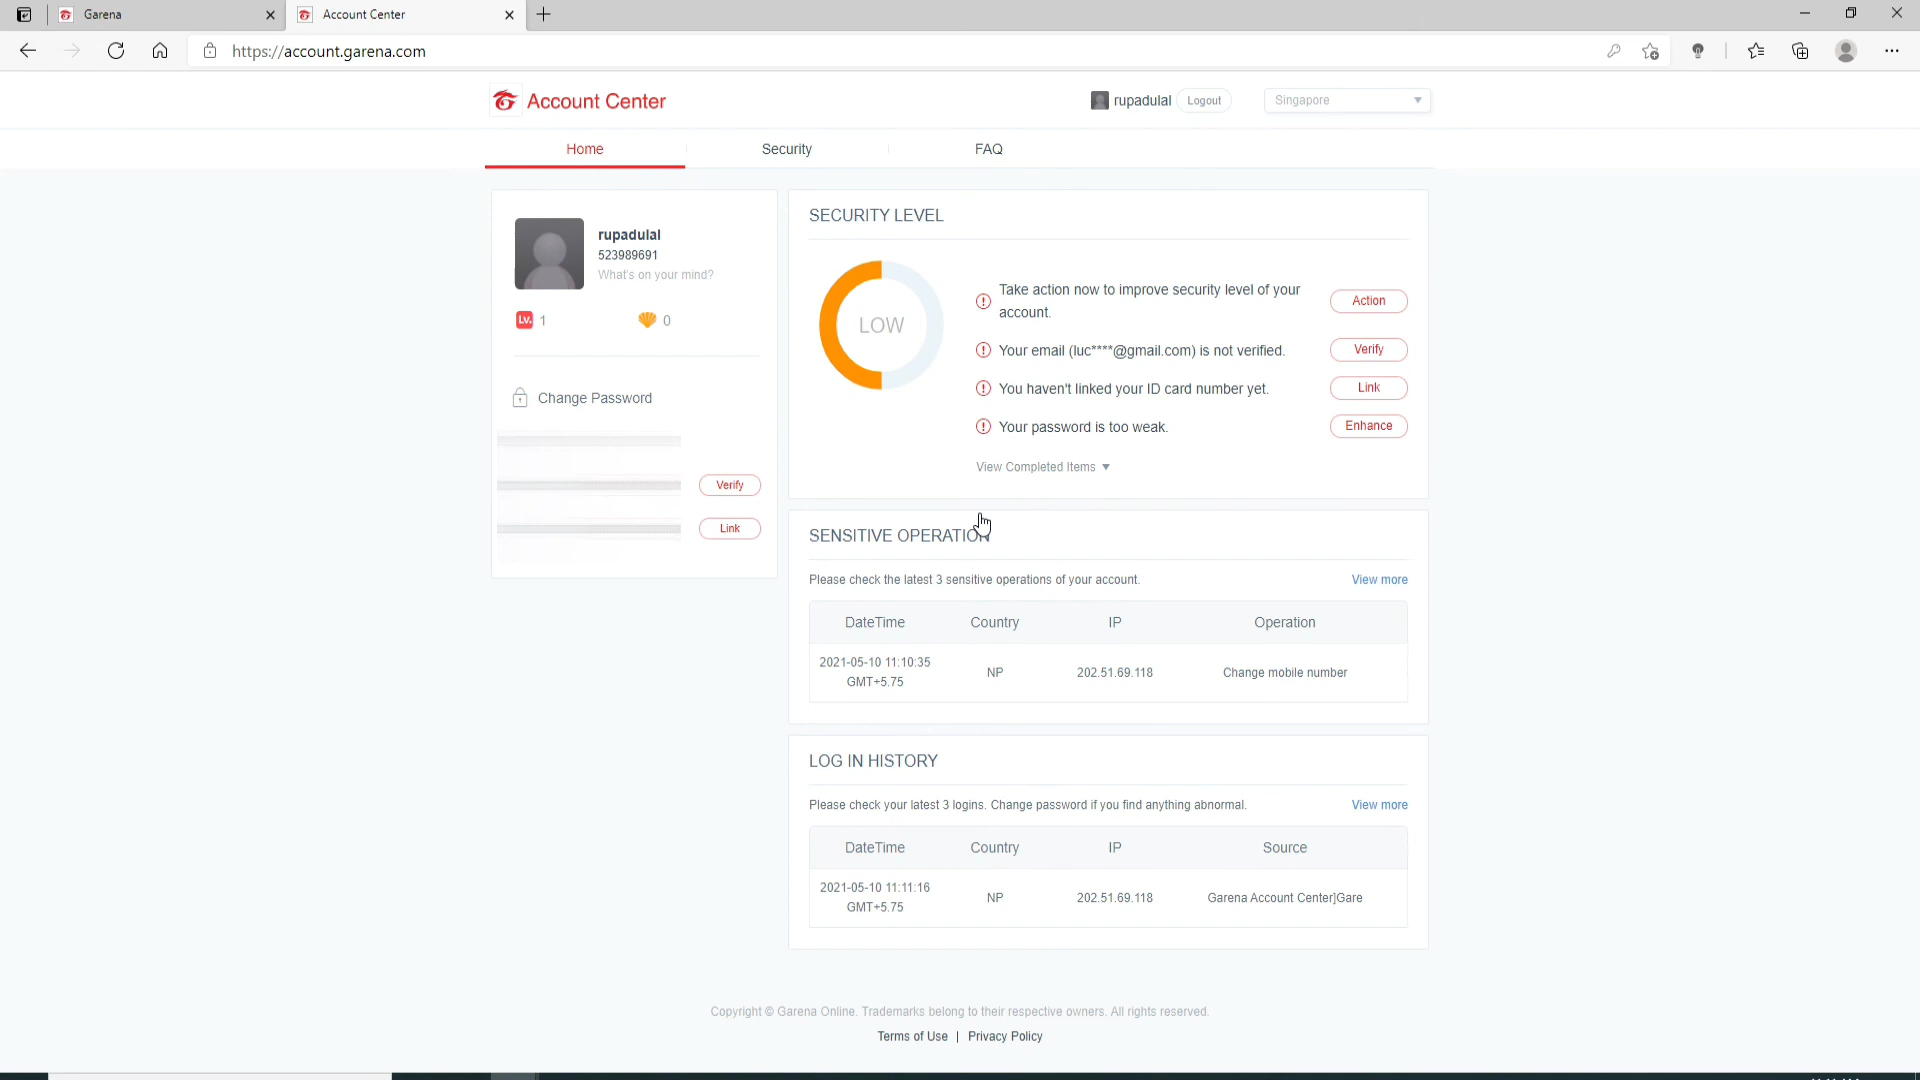 Garena
Account Center
https://account.garena.com
Account Center
rupadulal
Logout
Singapore
Home
Security
FAQ
rupadulal
523989691
What's on your mind?
Lv. 1
0
Change Password
Verify
Link
SECURITY LEVEL
LOW
Take action now to improve security level of your
account.
Action
Your email (luc****@gmail.com) is not verified.
Verify
You haven't linked your ID card number yet.
Link
Your password is too weak.
Enhance
View Completed Items
SENSITIVE OPERATION
Please check the latest 3 sensitive operations of your account.
View more
DateTime Country IP Operation
2021-05-10 11:10:35
GMT+5.75
NP
202.51.69.118
Change mobile number
LOG IN HISTORY
Please check your latest 3 logins. Change password if you find anything abnormal.
View more
DateTime Country IP Source
2021-05-10 11:11:16
GMT+5.75
NP
202.51.69.118
Garena Account Center]Gare
Copyright © Garena Online. Trademarks belong to their respective owners. All rights reserved.
Terms of Use | Privacy Policy